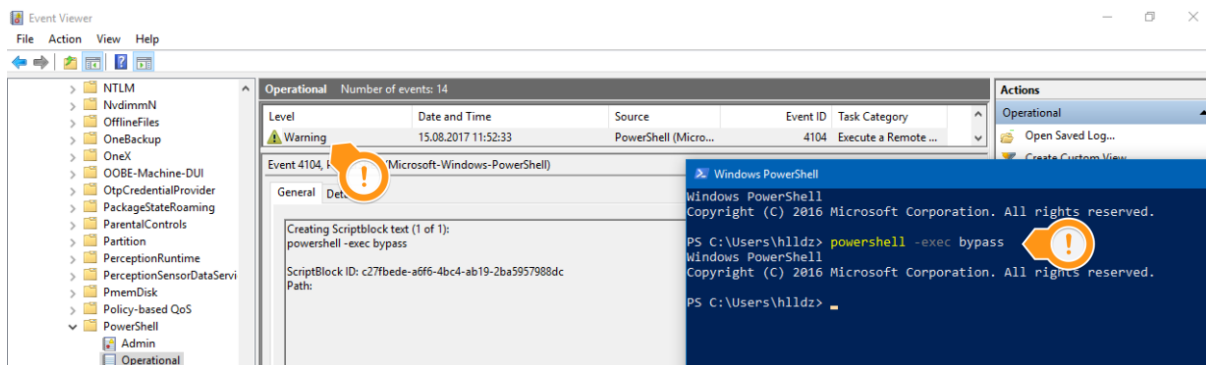 Event Viewer
File Action View Help
NTLM
NvdimmN
OfflineFiles
OneBackup
OneX
OOBE-Machine-DUI
OtpCredentialProvider
PackageStateRoaming
ParentalControls
Partition
PerceptionRuntime
PerceptionSensorDataServi
PmemDisk
Policy-based QoS
PowerShell
Admin
Operational
Operational Number of events: 14
Level Date and Time Source Event ID Task Category
Warning 15.08.2017 11:52:33 PowerShell (Micro... 4104 Execute a Remote ...
Event 4104, (Microsoft-Windows-PowerShell)
General
Creating Scriptblock text (1 of 1):
powershell -exec bypass
ScriptBlock ID: c27fbede-a6f6-4bc4-ab19-2ba5957988dc
Path:
Actions
Operational
Open Saved Log...
Create Custom View
Windows PowerShell
Windows PowerShell
Copyright (C) 2016 Microsoft Corporation. All rights reserved.
PS C:\Users\hlldz> powershell -exec bypass
Windows PowerShell
Copyright (C) 2016 Microsoft Corporation. All rights reserved.
PS C:\Users\hlldz>